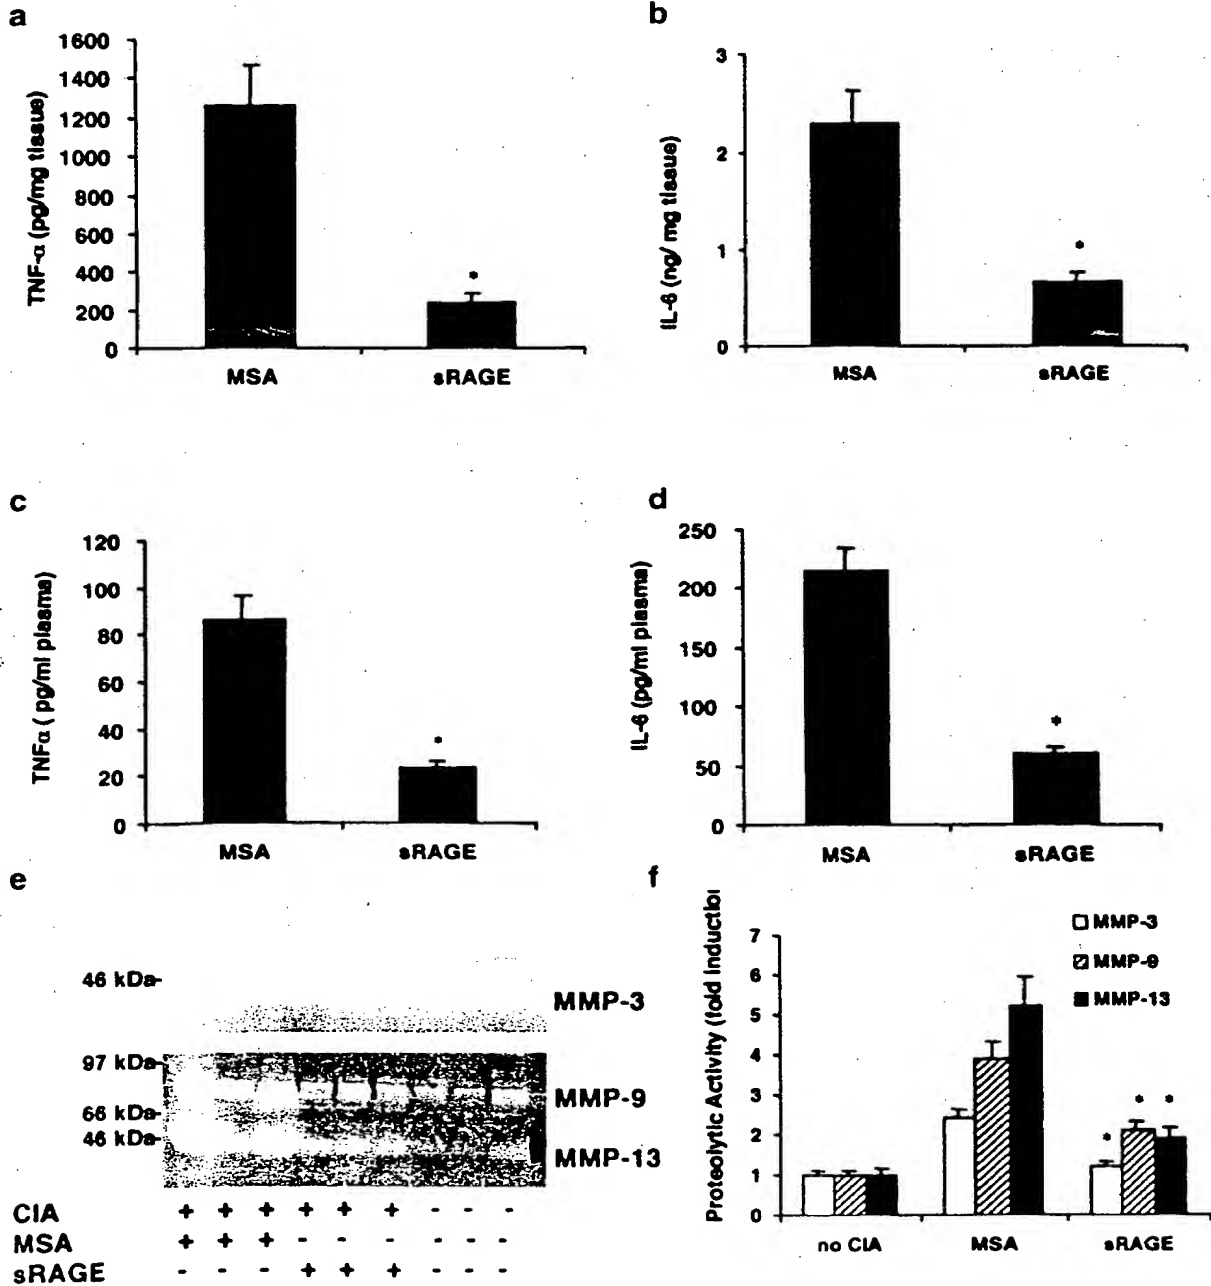 a
1600
1400
1200
1000
800
600
400
200
0
TNF-α (pg/mg tissue)
*
MSA sRAGE
b
3
2
1
0
IL-6 (ng/ mg tissue)
*
MSA sRAGE
c
120
100
80
60
40
20
0
TNFα ( pg/ml plasma)
*
MSA sRAGE
d
250
200
150
100
50
0
IL-6 (pg/ml plasma)
*
MSA sRAGE
e
46 kDa-
MMP-3
97 kDa-
MMP-9
66 kDa-
46 kDa-
MMP-13
CIA + + + + + + - - -
MSA + + + - - - - - -
sRAGE - - - + + + - - -
f
Proteolytic Activity (fold Induction
7
6
5
4
3
2
1
0
MMP-3
MMP-9
MMP-13
* * *
no CIA MSA sRAGE